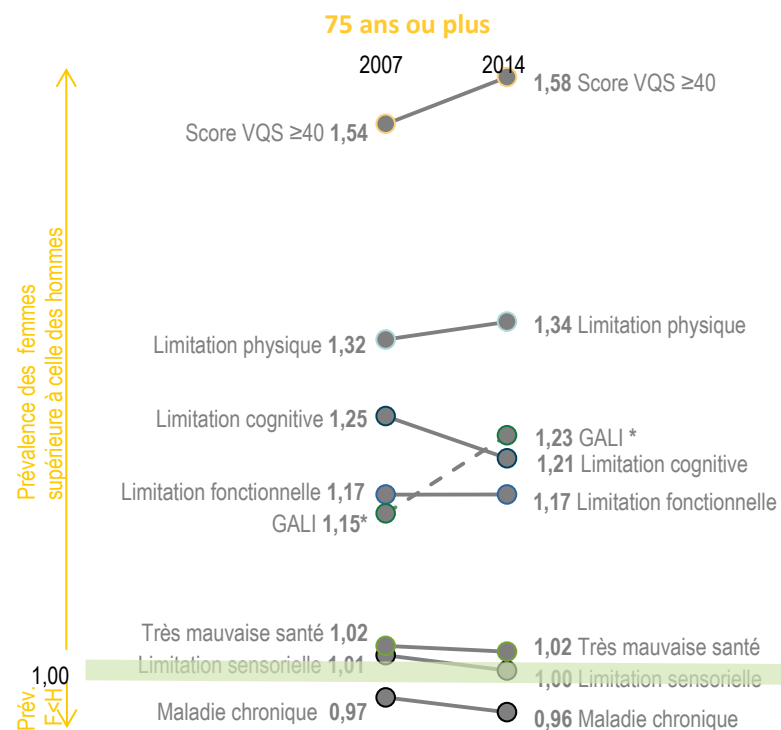 75 ans ou plus
2007 2014
1,58 Score VQS ≥40
Score VQS ≥40 1,54
Prévalence des femmes
supérieure à celle des hommes
1,34 Limitation physique
Limitation physique 1,32
Limitation cognitive 1,25
1,23 GALI *
1,21 Limitation cognitive
Limitation fonctionnelle 1,17
1,17 Limitation fonctionnelle
GALI 1,15*
Très mauvaise santé 1,02
1,02 Très mauvaise santé
Limitation sensorielle 1,01
1,00
1,00 Limitation sensorielle
Prév.
F<H
Maladie chronique 0,97
0,96 Maladie chronique